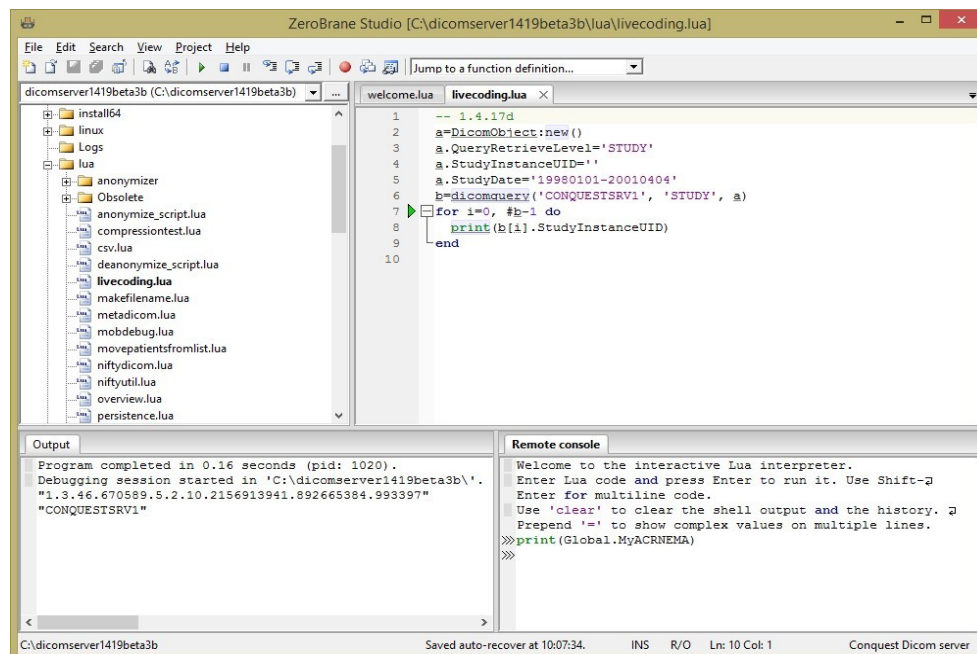 ZeroBrane Studio [C:\dicomserver1419beta3b\lua\livecoding.lua]
File Edit Search View Project Help
Jump to a function definition...
dicomserver1419beta3b (C:\dicomserver1419beta3b)
...
install64
linux
Logs
lua
anonymizer
Obsolete
anonymize_script.lua
compressiontest.lua
csv.lua
deanonymize_script.lua
livecoding.lua
makefilename.lua
metadicom.lua
mobdebug.lua
movepatientsfromlist.lua
niftydicom.lua
niftyutil.lua
overview.lua
persistence.lua
welcome.lua livecoding.lua
1 -- 1.4.17d
2 a=DicomObject:new()
3 a.QueryRetrieveLevel='STUDY'
4 a.StudyInstanceUID=''
5 a.StudyDate='19980101-20010404'
6 b=dicomquery('CONQUESTSRV1', 'STUDY', a)
7 for i=0, #b-1 do
8 print(b[i].StudyInstanceUID)
9 end
10
Output
Program completed in 0.16 seconds (pid: 1020).
Debugging session started in 'C:\dicomserver1419beta3b\'.
"1.3.46.670589.5.2.10.2156913941.892665384.993397"
"CONQUESTSRV1"
Remote console
Welcome to the interactive Lua interpreter.
Enter Lua code and press Enter to run it. Use Shift-
Enter for multiline code.
Use 'clear' to clear the shell output and the history.
Prepend '=' to show complex values on multiple lines.
print(Global.MyACRNEMA)
C:\dicomserver1419beta3b Saved auto-recover at 10:07:34. INS R/O Ln: 10 Col: 1 Conquest Dicom server